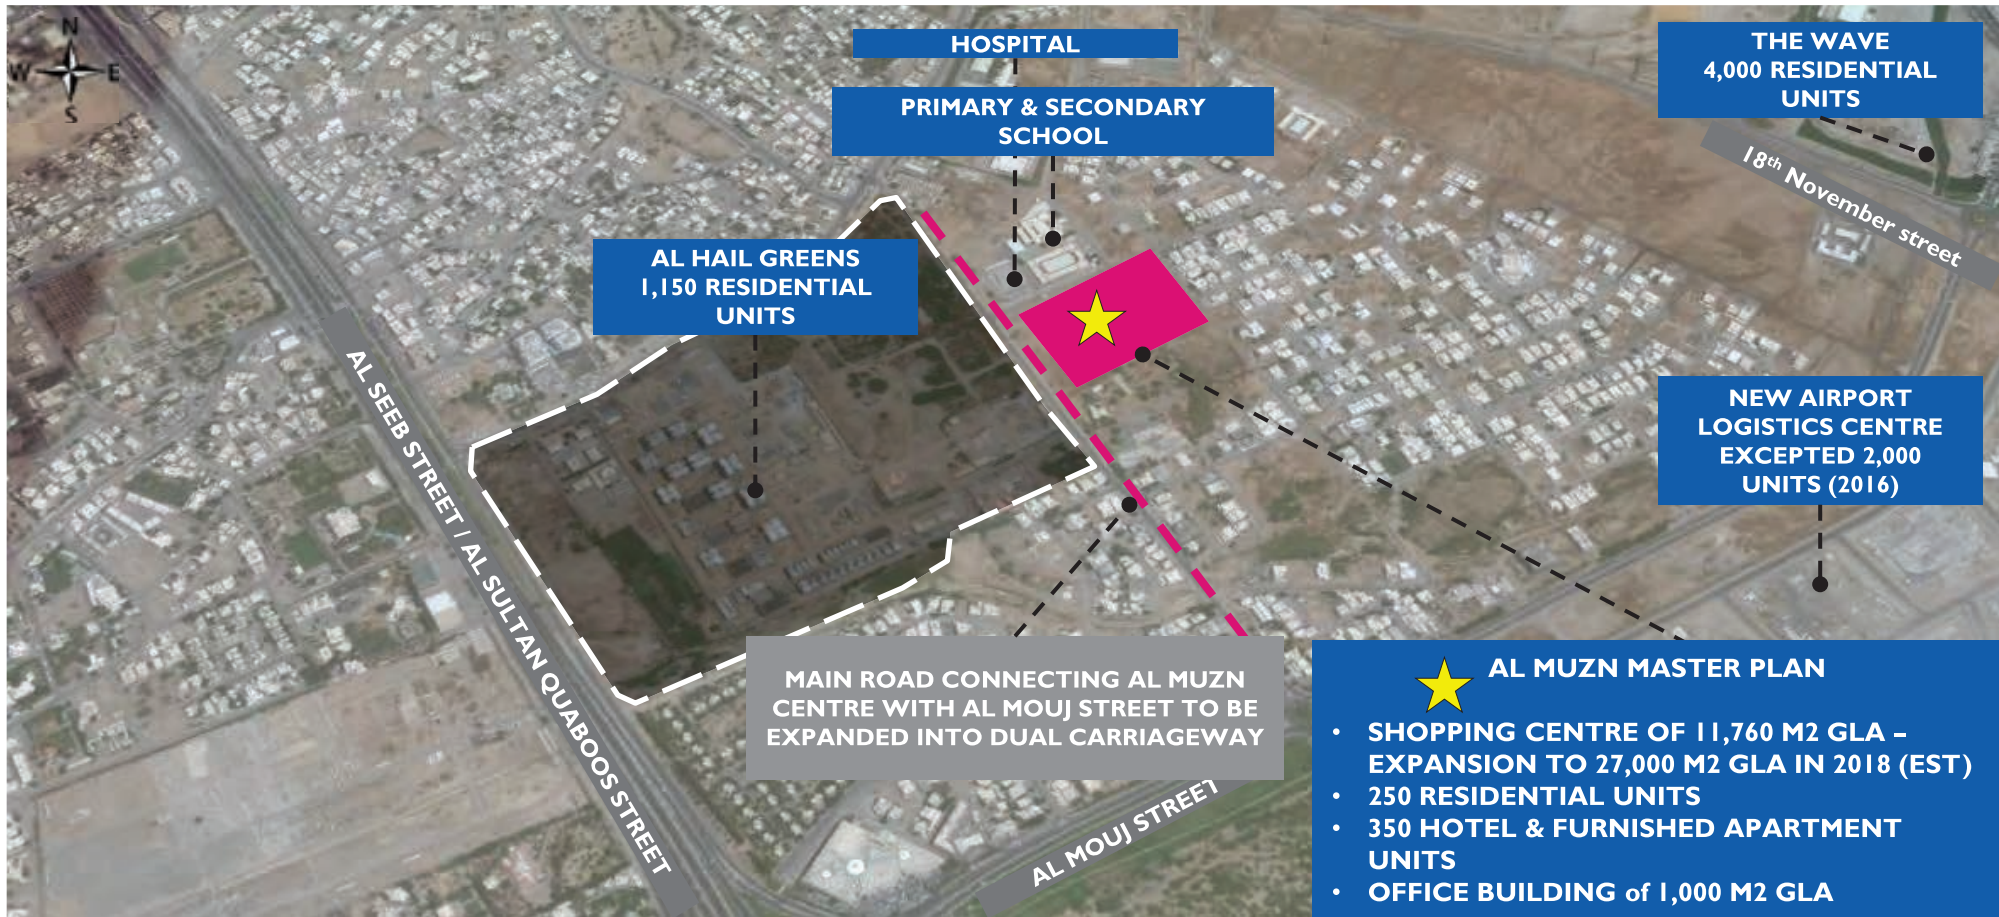 N
W E
S
HOSPITAL
PRIMARY & SECONDARY
SCHOOL
THE WAVE
4,000 RESIDENTIAL
UNITS
18th November street
AL HAIL GREENS
1,150 RESIDENTIAL
UNITS
AL SEEB STREET / AL SULTAN QUABOOS STREET
NEW AIRPORT
LOGISTICS CENTRE
EXCEPTED 2,000
UNITS (2016)
MAIN ROAD CONNECTING AL MUZN
CENTRE WITH AL MOUJ STREET TO BE
EXPANDED INTO DUAL CARRIAGEWAY
AL MOUJ STREET
AL MUZN MASTER PLAN
• SHOPPING CENTRE OF 11,760 M2 GLA –
EXPANSION TO 27,000 M2 GLA IN 2018 (EST)
• 250 RESIDENTIAL UNITS
• 350 HOTEL & FURNISHED APARTMENT
UNITS
• OFFICE BUILDING of 1,000 M2 GLA